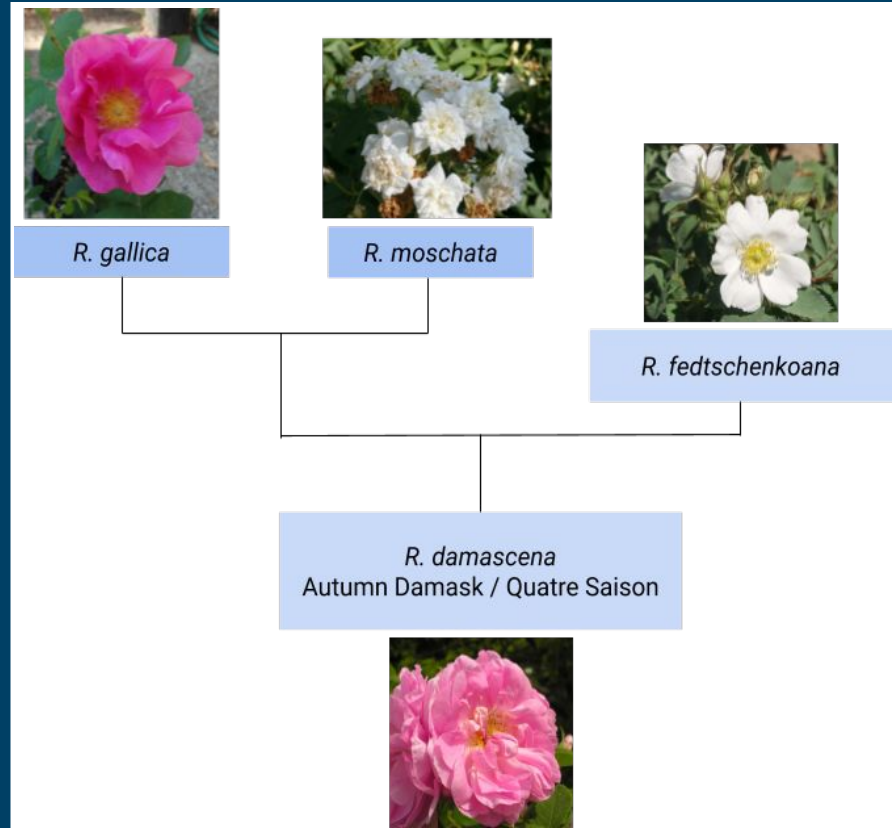 R. gallica
R. moschata
R. fedtschenkoana
R. damascena
Autumn Damask / Quatre Saison